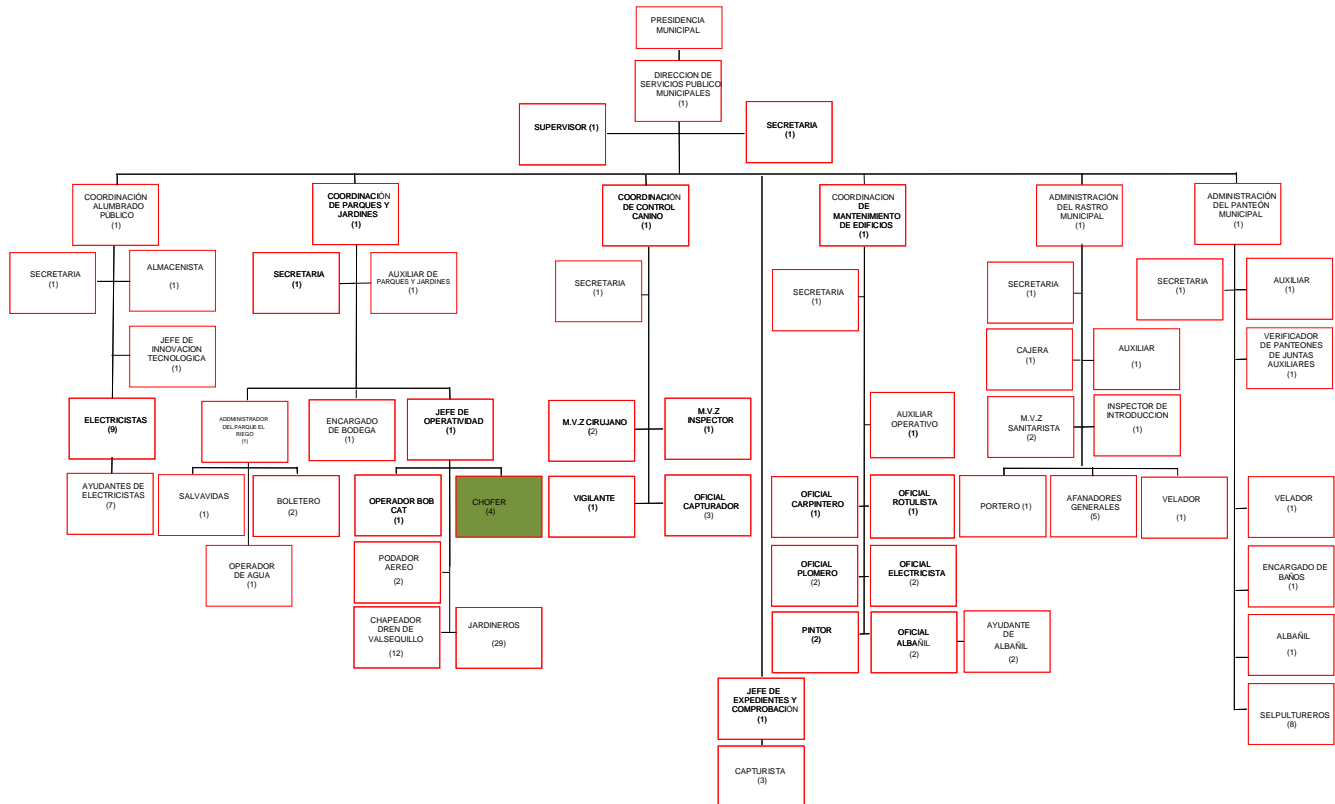 PRESIDENCIA
MUNICIPAL
DIRECCION DE
SERVICIOS PUBLICO
MUNICIPALES
(1)
SUPERVISOR (1)
SECRETARIA
(1)
COORDINACIÓN
ALUMBRADO
PÚBLICO
(1)
SECRETARIA
(1)
ALMACENISTA
(1)
JEFE DE
INNOVACION
TECNOLOGICA
(1)
ELECTRICISTAS
(9)
AYUDANTES DE
ELECTRICISTAS
(7)
COORDINACIÓN
DE PARQUES Y
JARDINES
(1)
SECRETARIA
(1)
AUXILIAR DE
PARQUES Y JARDINES
(1)
ADDMINISTRADOR
DEL PARQUE EL
RIEGO
(1)
ENCARGADO
DE BODEGA
(1)
JEFE DE
OPERATIVIDAD
(1)
SALVAVIDAS
(1)
BOLETERO
(2)
OPERADOR
DE AGUA
(1)
OPERADOR BOB
CAT
(1)
CHOFER
(4)
PODADOR
AEREO
(2)
CHAPEADOR
DREN DE
VALSEQUILLO
(12)
JARDINEROS
(29)
COORDINACIÓN
DE CONTROL
CANINO
(1)
SECRETARIA
(1)
M.V.Z CIRUJANO
(2)
M.V.Z
INSPECTOR
(1)
VIGILANTE
(1)
OFICIAL
CAPTURADOR
(3)
JEFE DE
EXPEDIENTES Y
COMPROBACIÓN
(1)
CAPTURISTA
(3)
COORDINACION
DE
MANTENIMIENTO
DE EDIFICIOS
(1)
SECRETARIA
(1)
AUXILIAR
OPERATIVO
(1)
OFICIAL
CARPINTERO
(1)
OFICIAL
ROTULISTA
(1)
OFICIAL
PLOMERO
(2)
OFICIAL
ELECTRICISTA
(2)
PINTOR
(2)
OFICIAL
ALBAÑIL
(2)
AYUDANTE
DE
ALBAÑIL
(2)
ADMINISTRACIÓN
DEL RASTRO
MUNICIPAL
(1)
SECRETARIA
(1)
CAJERA
(1)
AUXILIAR
(1)
M.V.Z
SANITARISTA
(2)
INSPECTOR DE
INTRODUCCION
(1)
PORTERO (1)
AFANADORES
GENERALES
(5)
VELADOR
(1)
ADMINISTRACIÓN
DEL PANTEÓN
MUNICIPAL
(1)
SECRETARIA
(1)
AUXILIAR
(1)
VERIFICADOR
DE PANTEONES
DE JUNTAS
AUXILIARES
(1)
VELADOR
(1)
ENCARGADO DE
BAÑOS
(1)
ALBAÑIL
(1)
SELPULTUREROS
(8)